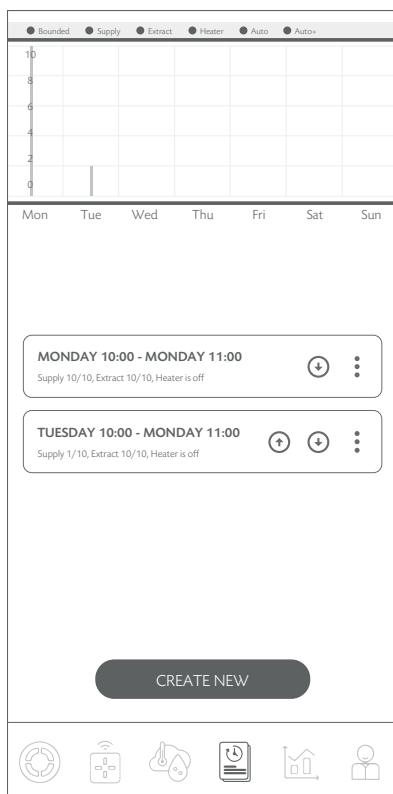 Bounded Supply Extract Heater Auto Auto+
10
8
6
4
2
0
Mon Tue Wed Thu Fri Sat Sun
MONDAY 10:00 - MONDAY 11:00
Supply 10/10, Extract 10/10, Heater is off
TUESDAY 10:00 - MONDAY 11:00
Supply 1/10, Extract 10/10, Heater is off
CREATE NEW